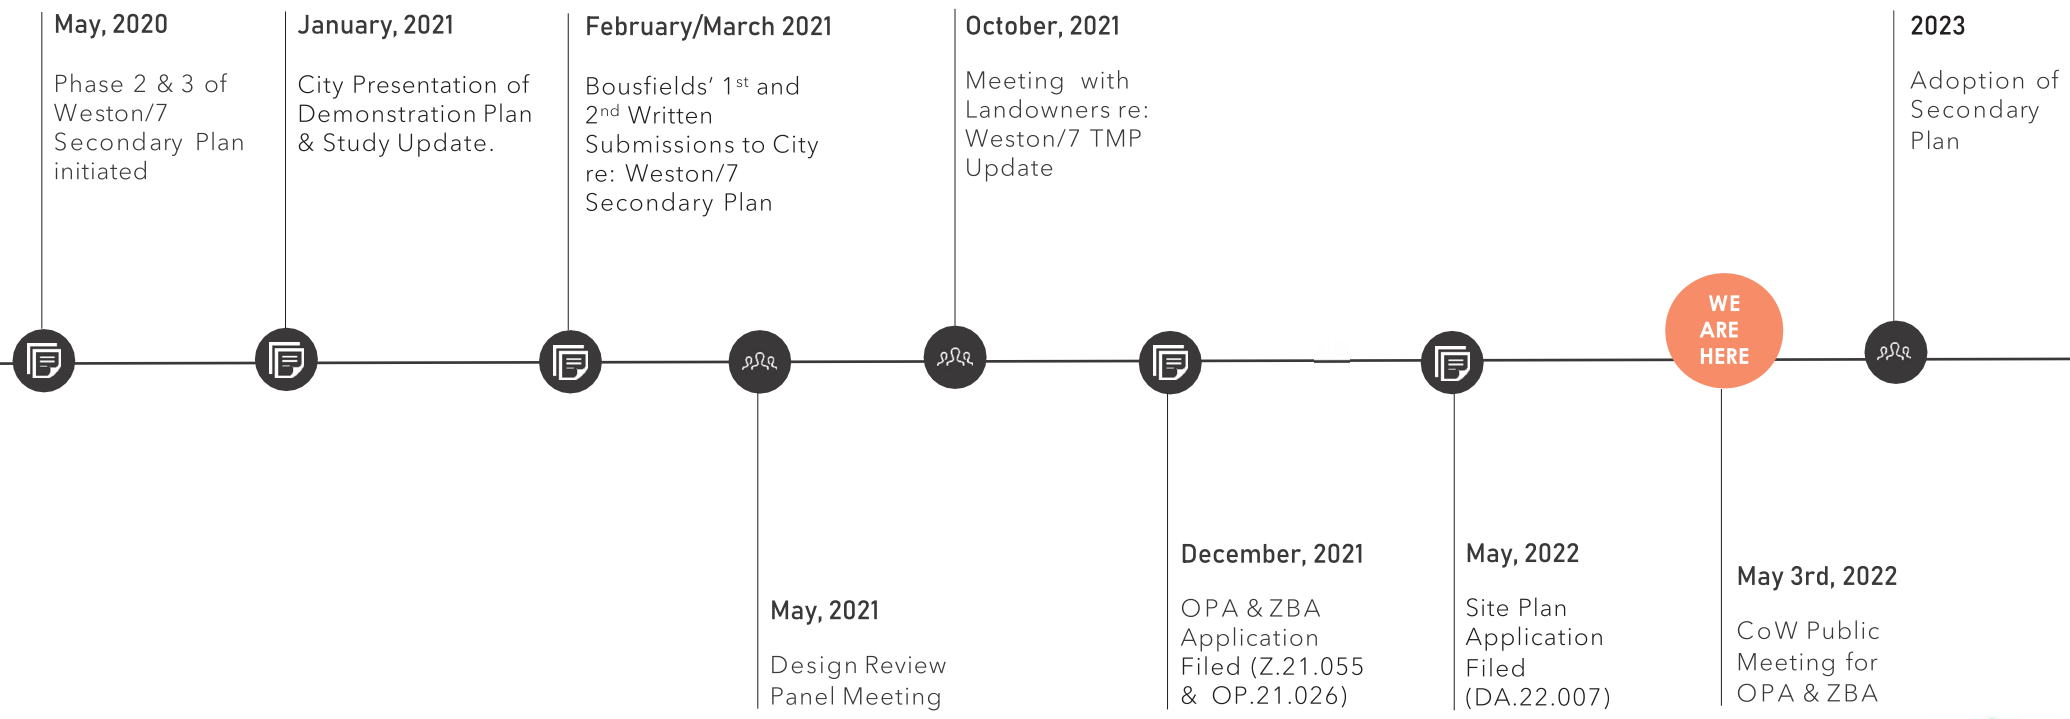 May, 2020
Phase 2 & 3 of
Weston/7
Secondary Plan
initiated
January, 2021
City Presentation of
Demonstration Plan
& Study Update.
February/March 2021
Bousfields’ 1st and
2nd Written
Submissions to City
re: Weston/7
Secondary Plan
May, 2021
Design Review
Panel Meeting
October, 2021
Meeting with
Landowners re:
Weston/7 TMP
Update
December, 2021
OPA & ZBA
Application
Filed (Z.21.055
& OP.21.026)
May, 2022
Site Plan
Application
Filed
(DA.22.007)
WE
ARE
HERE
May 3rd, 2022
CoW Public
Meeting for
OPA & ZBA
2023
Adoption of
Secondary
Plan